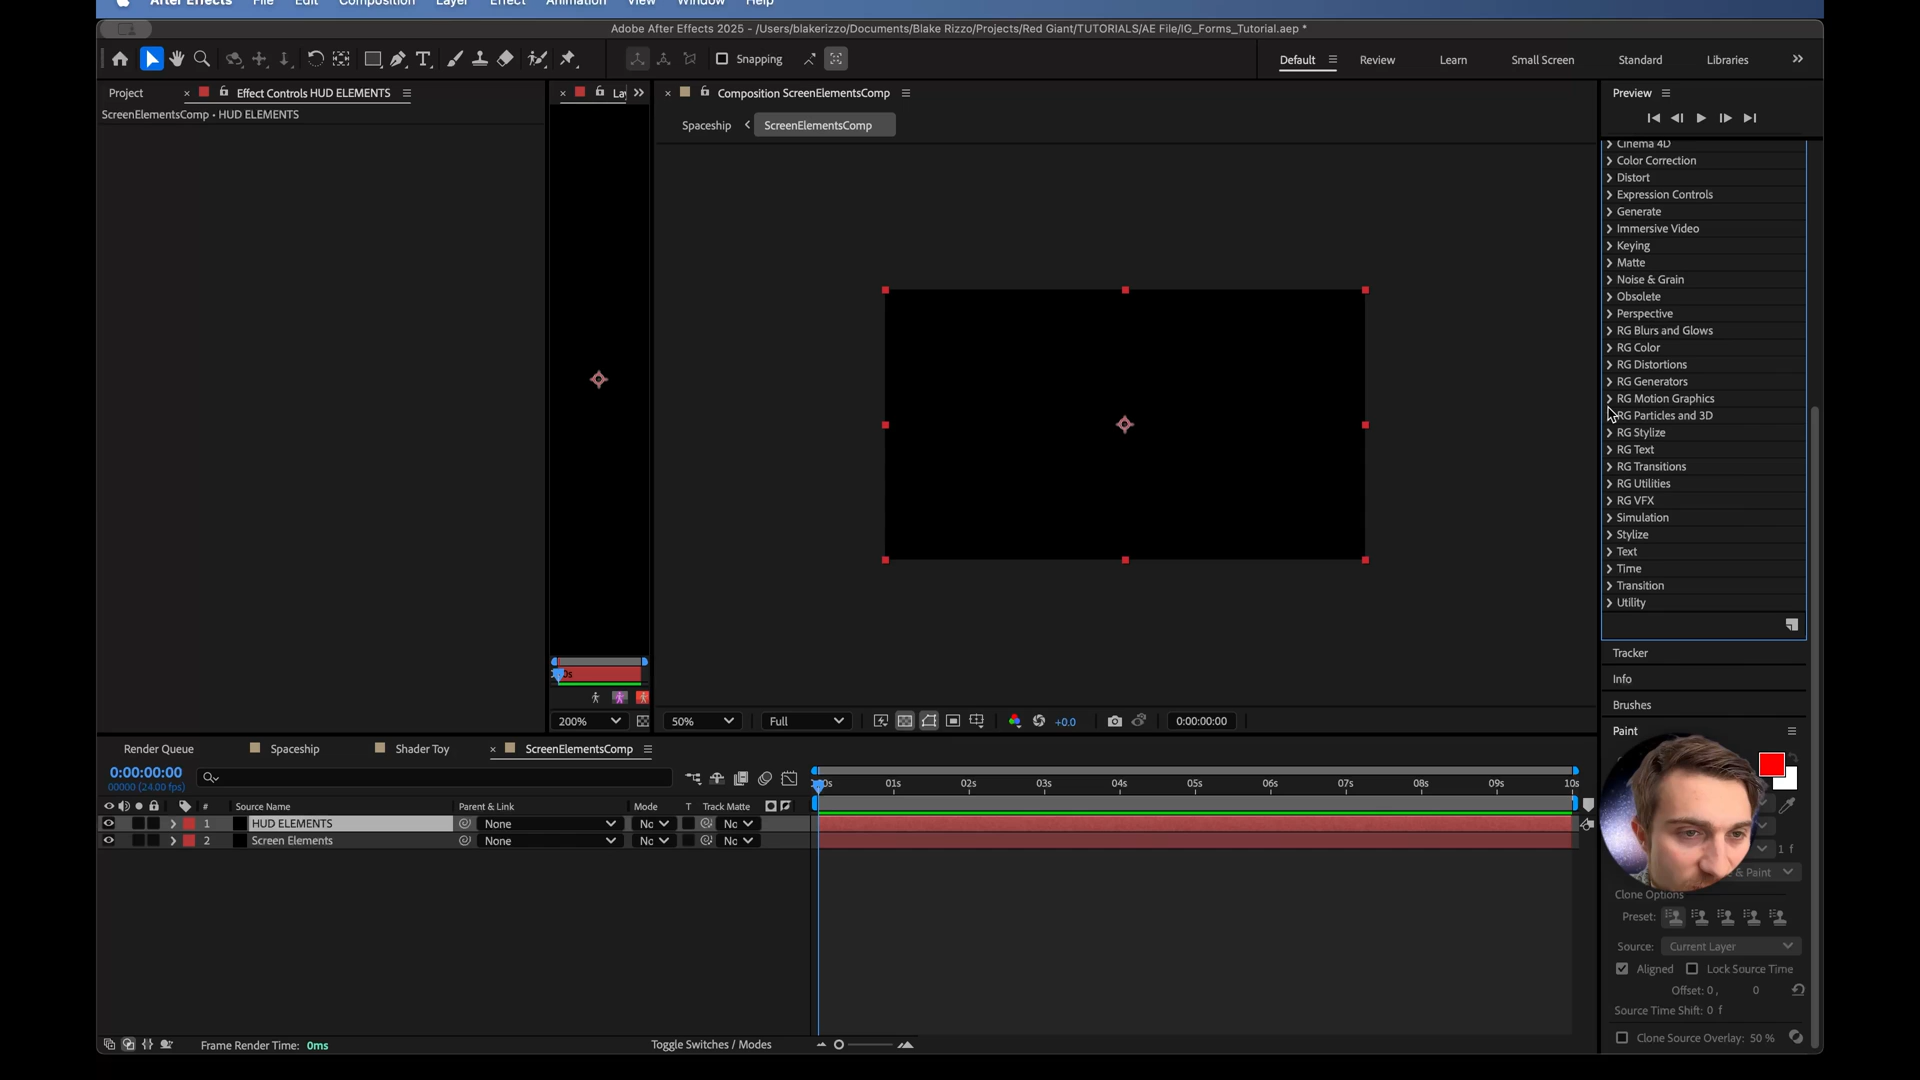 After Effects File Edit Composition Layer Effect Animation View Window Help
Adobe After Effects 2025 - /Users/blakerizzo/Documents/Blake Rizzo/Projects/Red Giant/TUTORIALS/AE File/IG_Forms_Tutorial.aep *
Snapping
Default Review Learn Small Screen Standard Libraries
Project Effect Controls HUD ELEMENTS
ScreenElementsComp • HUD ELEMENTS
Composition ScreenElementsComp
Spaceship ScreenElementsComp
Preview
Cinema 4D
Color Correction
Distort
Expression Controls
Generate
Immersive Video
Keying
Matte
Noise & Grain
Obsolete
Perspective
RG Blurs and Glows
RG Color
RG Distortions
RG Generators
RG Motion Graphics
RG Particles and 3D
RG Stylize
RG Text
RG Transitions
RG Utilities
RG VFX
Simulation
Stylize
Text
Time
Transition
Utility
Tracker
Info
Brushes
Paint
200%
50% Full +0.0 0:00:00:00
Render Queue Spaceship Shader Toy ScreenElementsComp
0:00:00:00
00000 (24.00 fps)
01s 02s 03s 04s 05s 06s 07s 08s 09s 10s
# Source Name Parent & Link Mode T Track Matte
1 HUD ELEMENTS None
2 Screen Elements None
1 f
& Paint
Clone Options
Preset:
Source: Current Layer
Aligned Lock Source Time
Offset: 0 , 0
Source Time Shift: 0 f
Clone Source Overlay: 50 %
Frame Render Time: 0ms
Toggle Switches / Modes